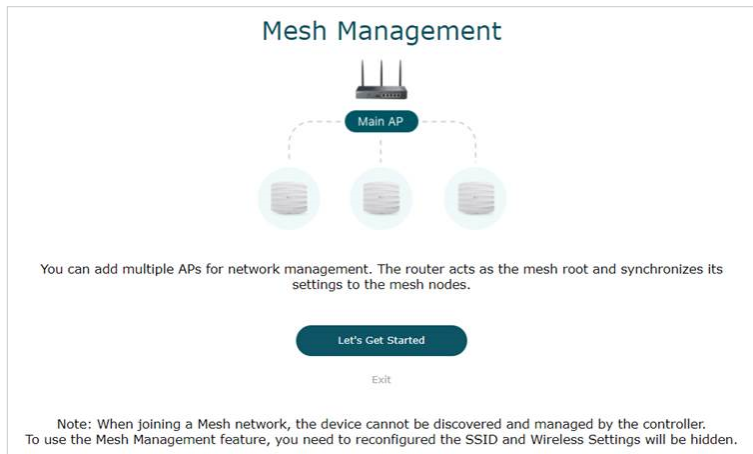 Mesh Management
Main AP
You can add multiple APs for network management. The router acts as the mesh root and synchronizes its
settings to the mesh nodes.
Let's Get Started
Exit
Note: When joining a Mesh network, the device cannot be discovered and managed by the controller.
To use the Mesh Management feature, you need to reconfigured the SSID and Wireless Settings will be hidden.